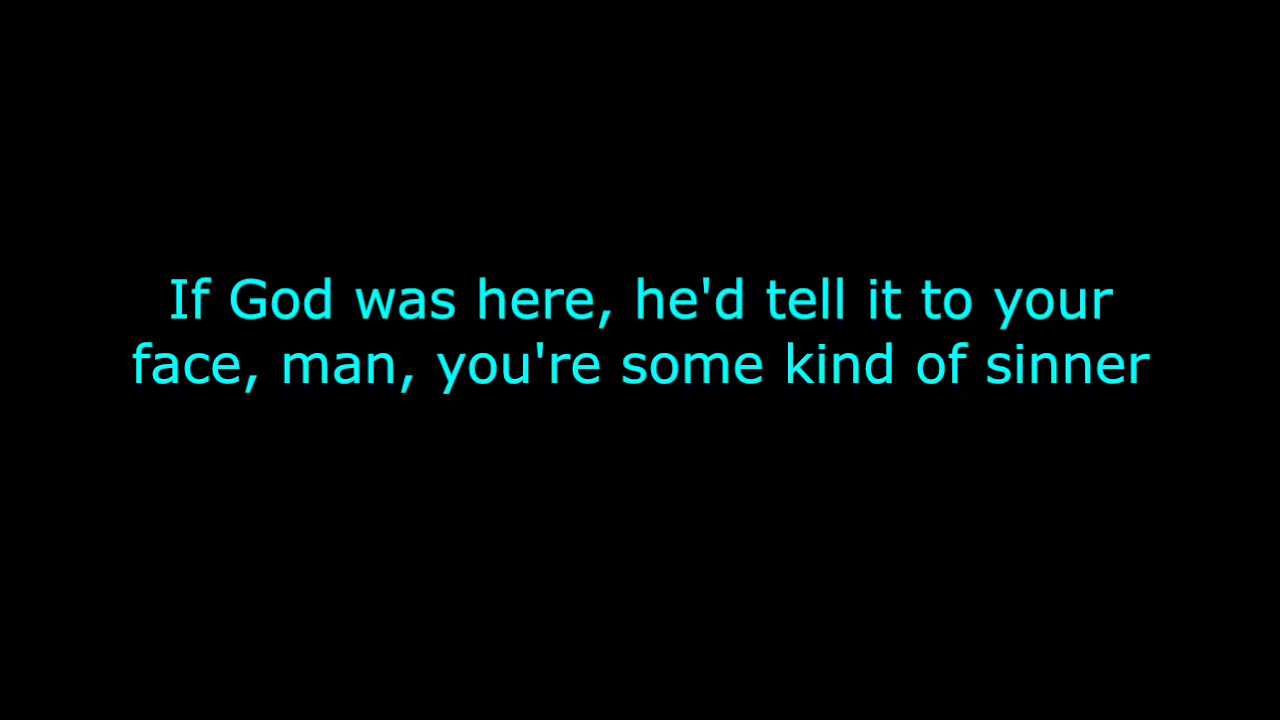 If God was here, he'd tell it to your
face, man, you're some kind of sinner